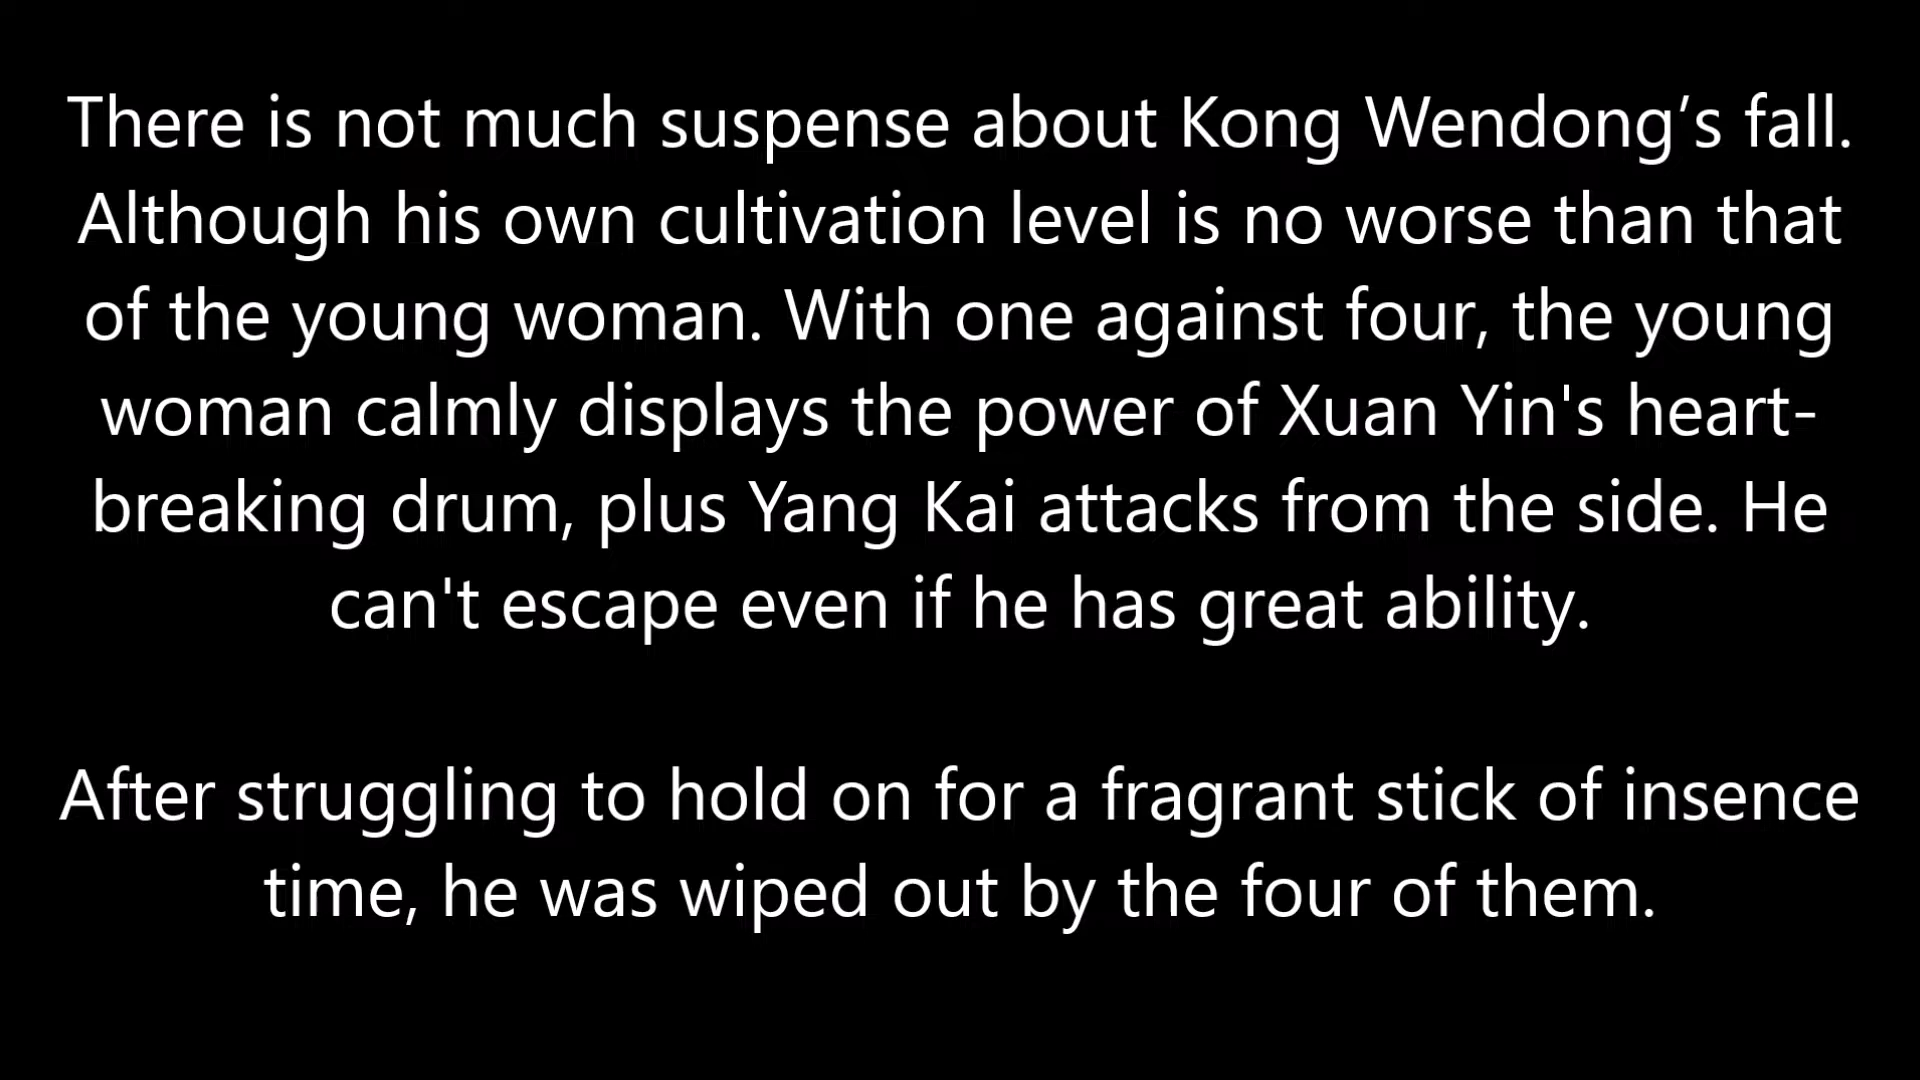 There is not much suspense about Kong Wendong’s fall.
Although his own cultivation level is no worse than that
of the young woman. With one against four, the young
woman calmly displays the power of Xuan Yin's heart-
breaking drum, plus Yang Kai attacks from the side. He
can't escape even if he has great ability.
After struggling to hold on for a fragrant stick of insence
time, he was wiped out by the four of them.